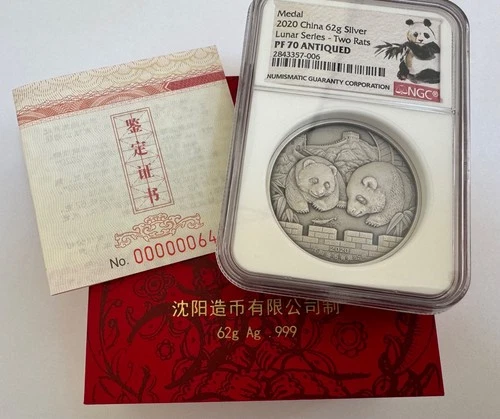 Medal
2020 China 62g Silver
Lunar Series - Two Rats
PF 70 ANTIQUED
2843357-006
NUMISMATIC GUARANTY CORPORATION
NGC
鉴定证书
No. 00000064
2020
沈阳造币有限公司制
62g Ag .999